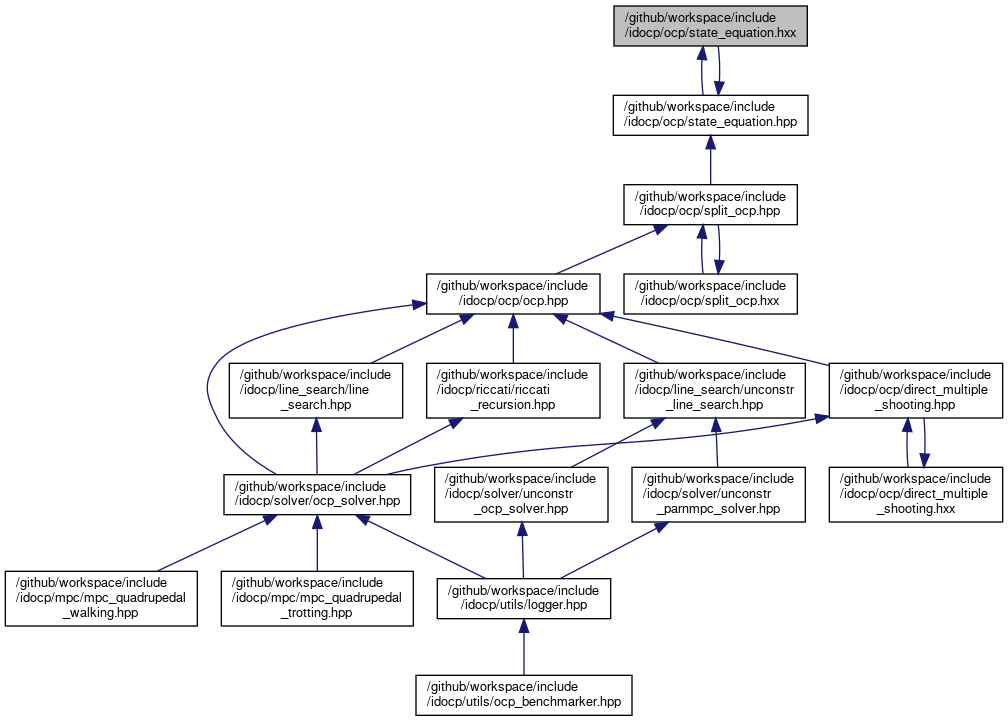 /github/workspace/include
/idocp/ocp/state_equation.hxx
/github/workspace/include
/idocp/ocp/state_equation.hpp
/github/workspace/include
/idocp/ocp/split_ocp.hpp
/github/workspace/include
/idocp/ocp/ocp.hpp
/github/workspace/include
/idocp/ocp/split_ocp.hxx
/github/workspace/include
/idocp/line_search/line
_search.hpp
/github/workspace/include
/idocp/riccati/riccati
_recursion.hpp
/github/workspace/include
/idocp/line_search/unconstr
_line_search.hpp
/github/workspace/include
/idocp/ocp/direct_multiple
_shooting.hpp
/github/workspace/include
/idocp/solver/ocp_solver.hpp
/github/workspace/include
/idocp/solver/unconstr
_ocp_solver.hpp
/github/workspace/include
/idocp/solver/unconstr
_parnmpc_solver.hpp
/github/workspace/include
/idocp/ocp/direct_multiple
_shooting.hxx
/github/workspace/include
/idocp/mpc/mpc_quadrupedal
_walking.hpp
/github/workspace/include
/idocp/mpc/mpc_quadrupedal
_trotting.hpp
/github/workspace/include
/idocp/utils/logger.hpp
/github/workspace/include
/idocp/utils/ocp_benchmarker.hpp